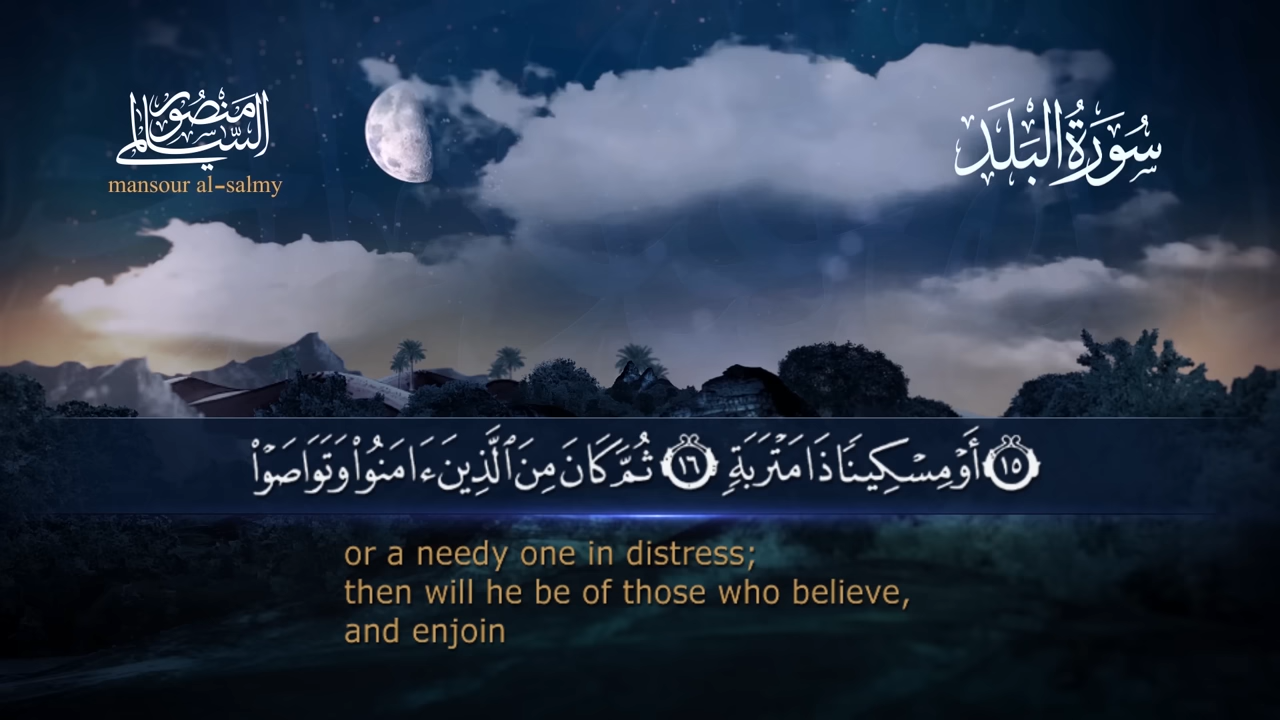 منصور السالمي
mansour al-salmy
سُورَةُ البَلَد
١٥ أَوْ مِسْكِينًا ذَا مَتْرَبَةٍ ١٦ ثُمَّ كَانَ مِنَ ٱلَّذِينَ ءَامَنُوا۟ وَتَوَاصَوْا۟
or a needy one in distress;
then will he be of those who believe,
and enjoin